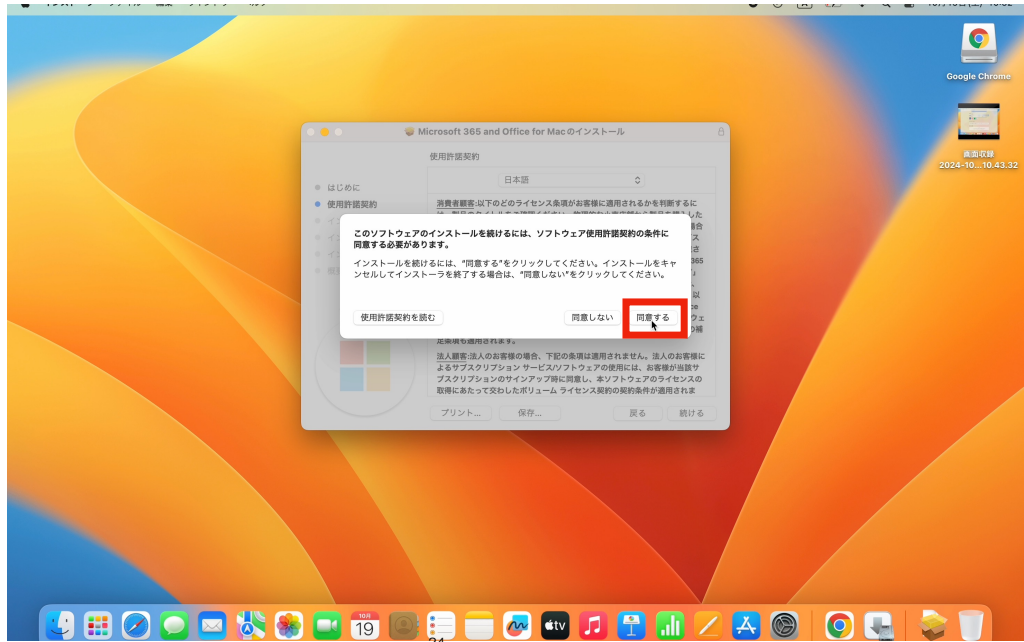 Google Chrome
画面収録
2024-10...10.43.32
Microsoft 365 and Office for Macのインストール
使用許諾契約
日本語
はじめに
使用許諾契約
消費者顧客:以下のどのライセンス条項がお客様に適用されるかを判断するに
このソフトウェアのインストールを続けるには、ソフトウェア使用許諾契約の条件に
同意する必要があります。
インストールを続けるには、"同意する"をクリックしてください。インストールをキャ
ンセルしてインストーラを終了する場合は、"同意しない"をクリックしてください。
使用許諾契約を読む
同意しない
同意する
足条項も適用されます。
法人顧客:法人のお客様の場合、下記の条項は適用されません。法人のお客様に
よるサブスクリプション サービス/ソフトウェアの使用には、お客様が当該サ
ブスクリプションのサインアップ時に同意し、本ソフトウェアのライセンスの
取得にあたって交わしたボリューム ライセンス契約の契約条件が適用されま
プリント...
保存...
戻る
続ける
10月
19
tv